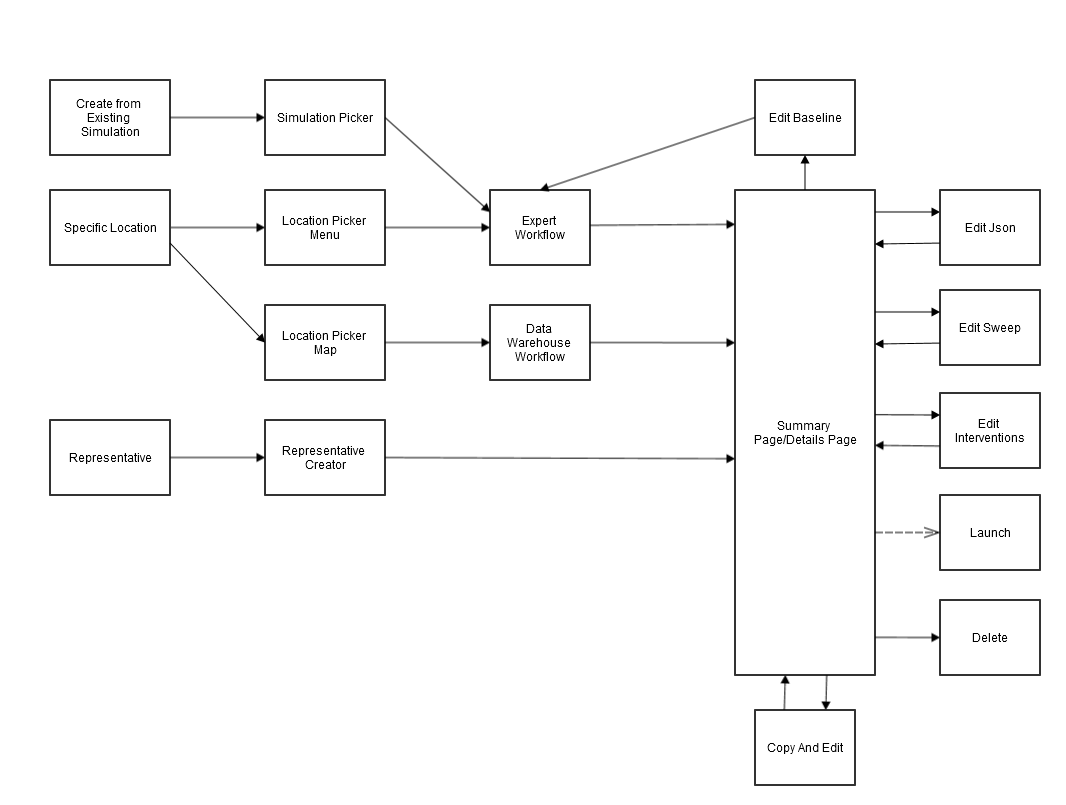 Create from
Existing
Simulation
Simulation Picker
Edit Baseline
Specific Location
Location Picker
Menu
Expert
Workflow
Edit Json
Location Picker
Map
Data
Warehouse
Workflow
Edit Sweep
Summary
Page/Details Page
Edit
Interventions
Representative
Representative
Creator
Launch
Delete
Copy And Edit